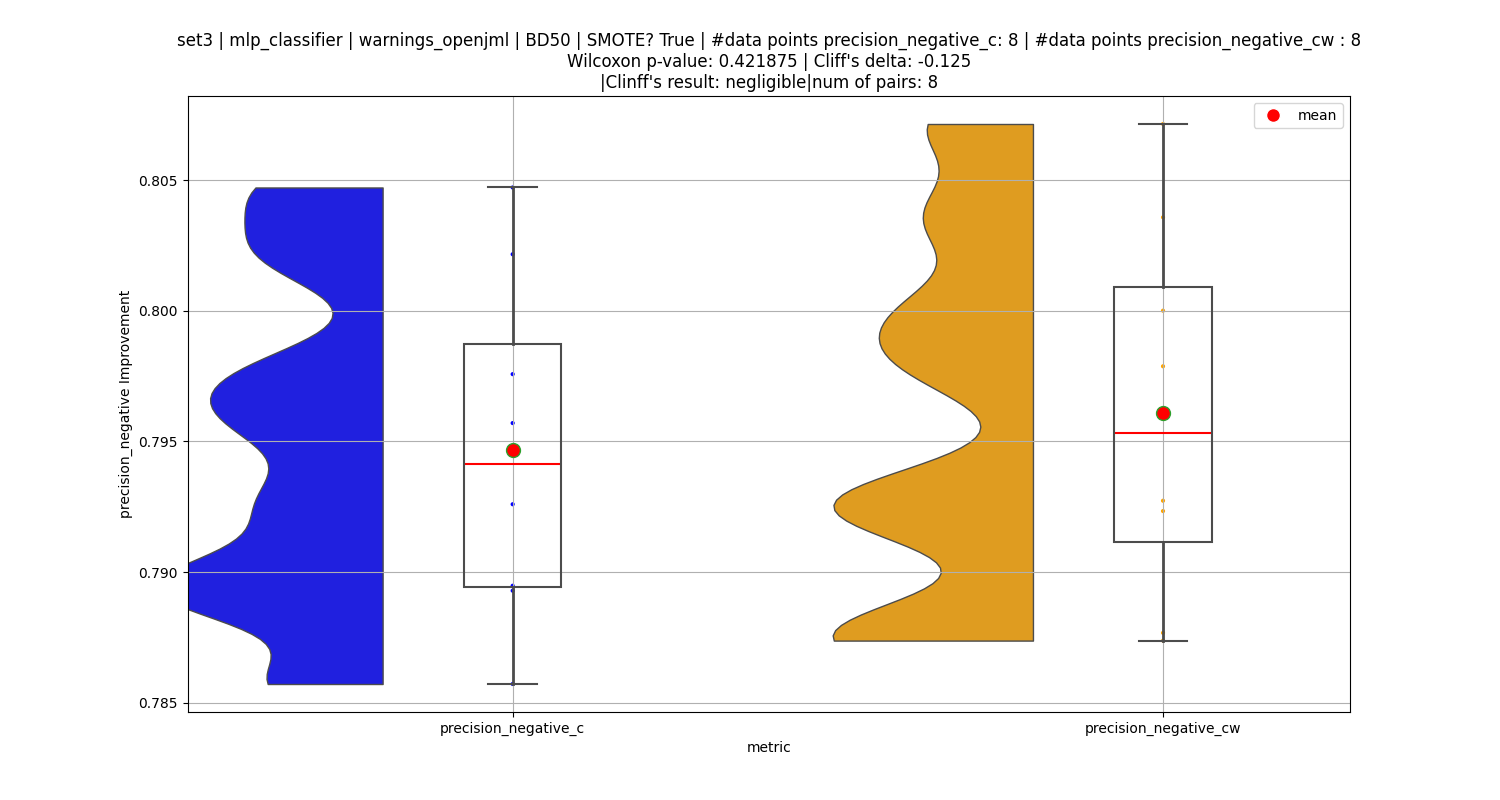 set3 | mlp_classifier | warnings_openjml | BD50 | SMOTE? True | #data points precision_negative_c: 8 | #data points precision_negative_cw : 8
Wilcoxon p-value: 0.421875 | Cliff's delta: -0.125
|Clinff's result: negligible|num of pairs: 8
mean
0.805
0.800
0.795
0.790
0.785
precision_negative Improvement
precision_negative_c
precision_negative_cw
metric